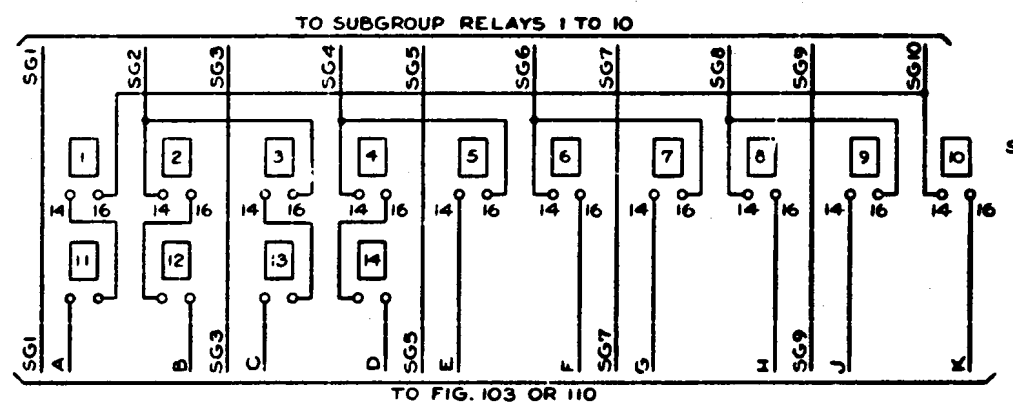 TO SUBGROUP RELAYS 1 TO 10
SG1 SG2 SG3 SG4 SG5 SG6 SG7 SG8 SG9 SG10
1 2 3 4 5 6 7 8 9 10 S
14 16 14 16 14 16 14 16 14 16 14 16 14 16 14 16 14 16 14 16
11 12 13 14
SG1 A B SG3 C D SG5 E F SG7 G H SG9 J K
TO FIG. 103 OR 110